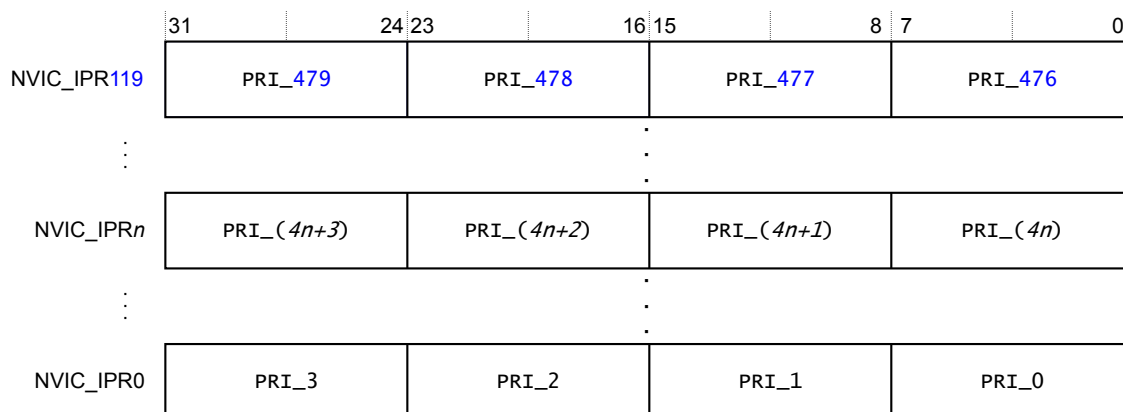 31 24 23 16 15 8 7 0
NVIC_IPR119 PRI_479 PRI_478 PRI_477 PRI_476
NVIC_IPRn PRI_(4n+3) PRI_(4n+2) PRI_(4n+1) PRI_(4n)
NVIC_IPR0 PRI_3 PRI_2 PRI_1 PRI_0